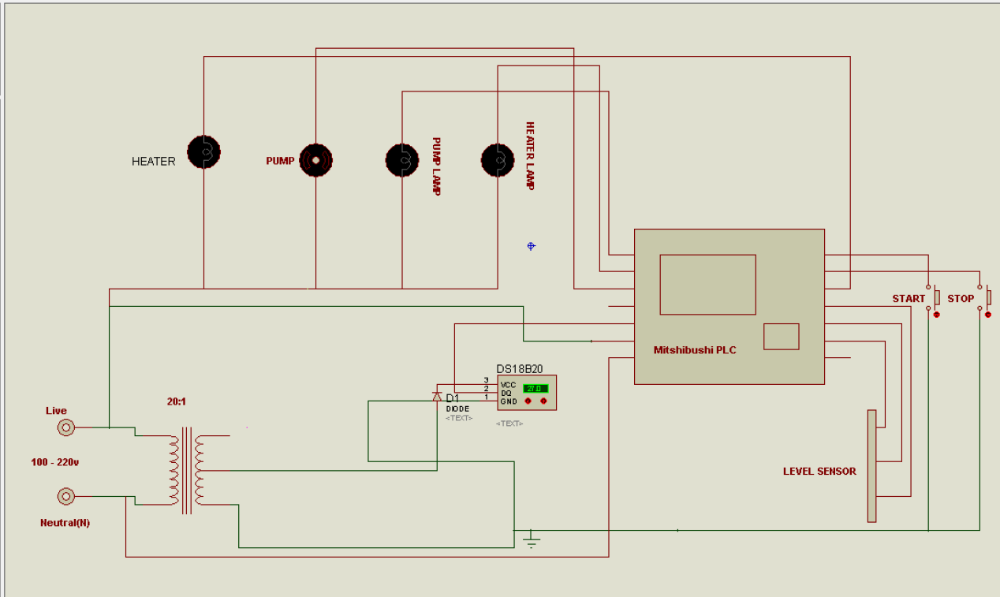 HEATER
PUMP
PUMP LAMP
HEATER LAMP
START
STOP
Mitshibushi PLC
DS18B20
3
2
1
VCC
DQ
GND
27.0
D1
DIODE
<TEXT>
<TEXT>
20:1
Live
100 - 220v
Neutral(N)
LEVEL SENSOR